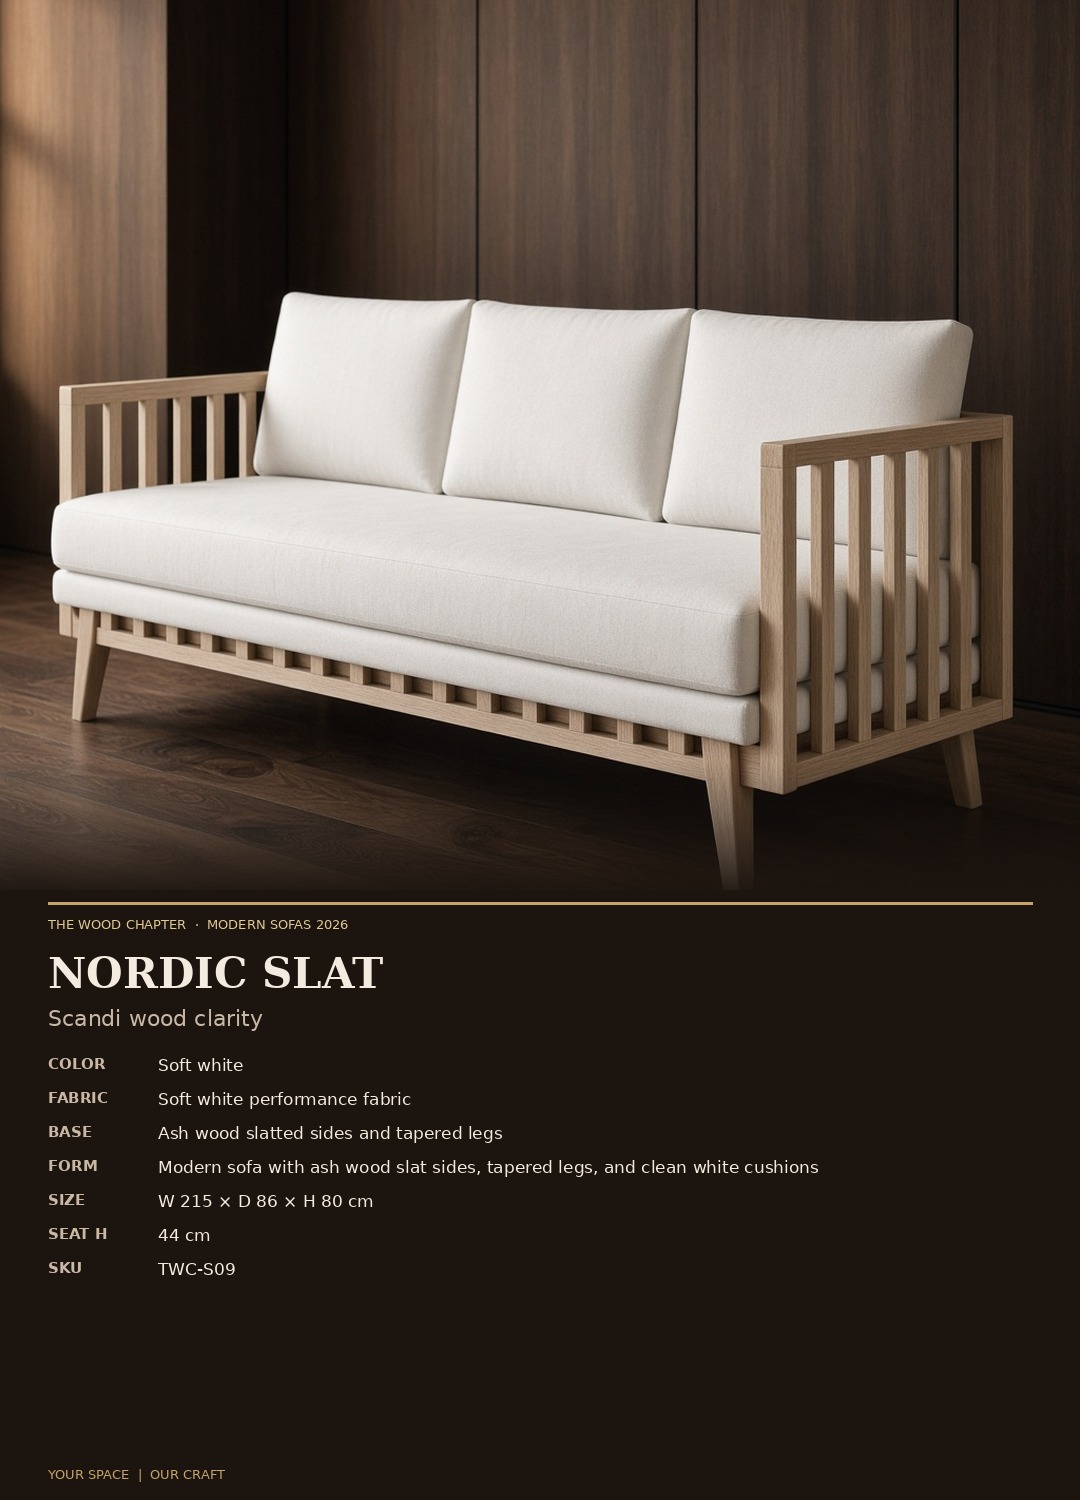 THE WOOD CHAPTER · MODERN SOFAS 2026
NORDIC SLAT
Scandi wood clarity
COLOR Soft white
FABRIC Soft white performance fabric
BASE Ash wood slatted sides and tapered legs
FORM Modern sofa with ash wood slat sides, tapered legs, and clean white cushions
SIZE W 215 × D 86 × H 80 cm
SEAT H 44 cm
SKU TWC-S09
YOUR SPACE | OUR CRAFT